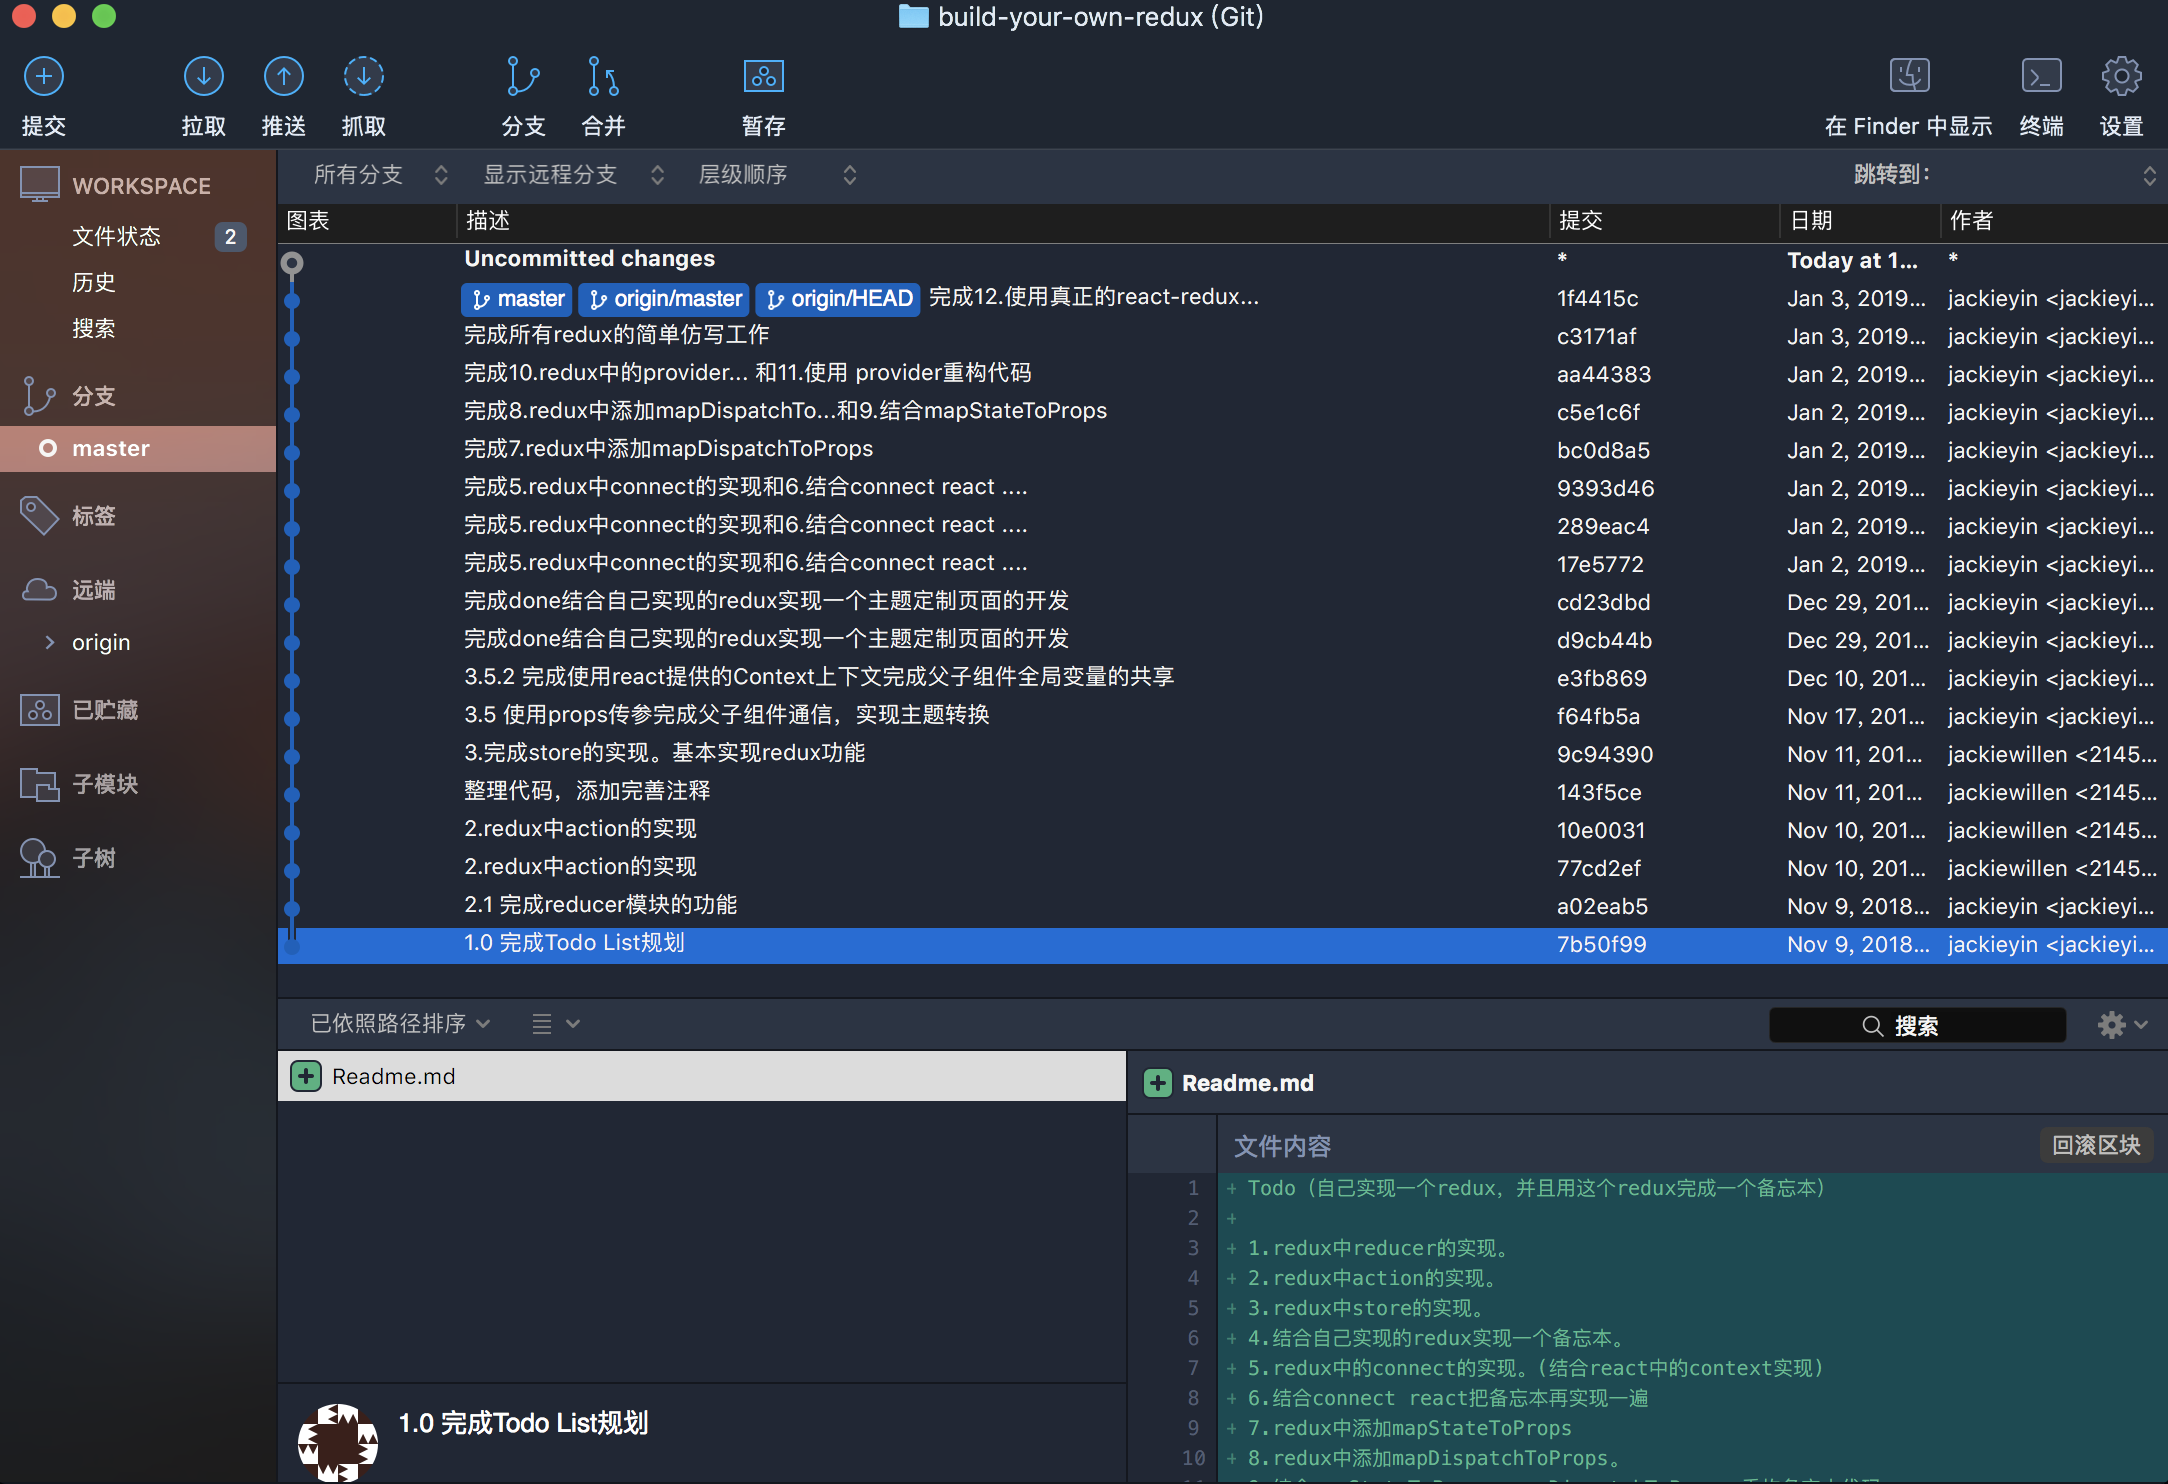 build-your-own-redux (Git)
提交 拉取 推送 抓取 分支 合并 暂存 在 Finder 中显示 终端 设置
WORKSPACE
文件状态 2
历史
搜索
分支
master
标签
远端
origin
已贮藏
子模块
子树
所有分支 显示远程分支 层级顺序 跳转到:
图表 描述 提交 日期 作者
Uncommitted changes * Today at 1... *
master origin/master origin/HEAD 完成12.使用真正的react-redux... 1f4415c Jan 3, 2019... jackieyin <jackieyi...
完成所有redux的简单仿写工作 c3171af Jan 3, 2019... jackieyin <jackieyi...
完成10.redux中的provider... 和11.使用 provider重构代码 aa44383 Jan 2, 2019... jackieyin <jackieyi...
完成8.redux中添加mapDispatchTo...和9.结合mapStateToProps c5e1c6f Jan 2, 2019... jackieyin <jackieyi...
完成7.redux中添加mapDispatchToProps bc0d8a5 Jan 2, 2019... jackieyin <jackieyi...
完成5.redux中connect的实现和6.结合connect react .... 9393d46 Jan 2, 2019... jackieyin <jackieyi...
完成5.redux中connect的实现和6.结合connect react .... 289eac4 Jan 2, 2019... jackieyin <jackieyi...
完成5.redux中connect的实现和6.结合connect react .... 17e5772 Jan 2, 2019... jackieyin <jackieyi...
完成done结合自己实现的redux实现一个主题定制页面的开发 cd23dbd Dec 29, 201... jackieyin <jackieyi...
完成done结合自己实现的redux实现一个主题定制页面的开发 d9cb44b Dec 29, 201... jackieyin <jackieyi...
3.5.2 完成使用react提供的Context上下文完成父子组件全局变量的共享 e3fb869 Dec 10, 201... jackieyin <jackieyi...
3.5 使用props传参完成父子组件通信，实现主题转换 f64fb5a Nov 17, 201... jackieyin <jackieyi...
3.完成store的实现。基本实现redux功能 9c94390 Nov 11, 201... jackiewillen <2145...
整理代码，添加完善注释 143f5ce Nov 11, 201... jackiewillen <2145...
2.redux中action的实现 10e0031 Nov 10, 201... jackiewillen <2145...
2.redux中action的实现 77cd2ef Nov 10, 201... jackiewillen <2145...
2.1 完成reducer模块的功能 a02eab5 Nov 9, 2018... jackieyin <jackieyi...
1.0 完成Todo List规划 7b50f99 Nov 9, 2018... jackieyin <jackieyi...
已依照路径排序 搜索
Readme.md
1.0 完成Todo List规划
Readme.md
文件内容 回滚区块
1 + Todo（自己实现一个redux，并且用这个redux完成一个备忘本）
2 +
3 + 1.redux中reducer的实现。
4 + 2.redux中action的实现。
5 + 3.redux中store的实现。
6 + 4.结合自己实现的redux实现一个备忘本。
7 + 5.redux中的connect的实现。(结合react中的context实现)
8 + 6.结合connect react把备忘本再实现一遍
9 + 7.redux中添加mapStateToProps
10 + 8.redux中添加mapDispatchToProps。